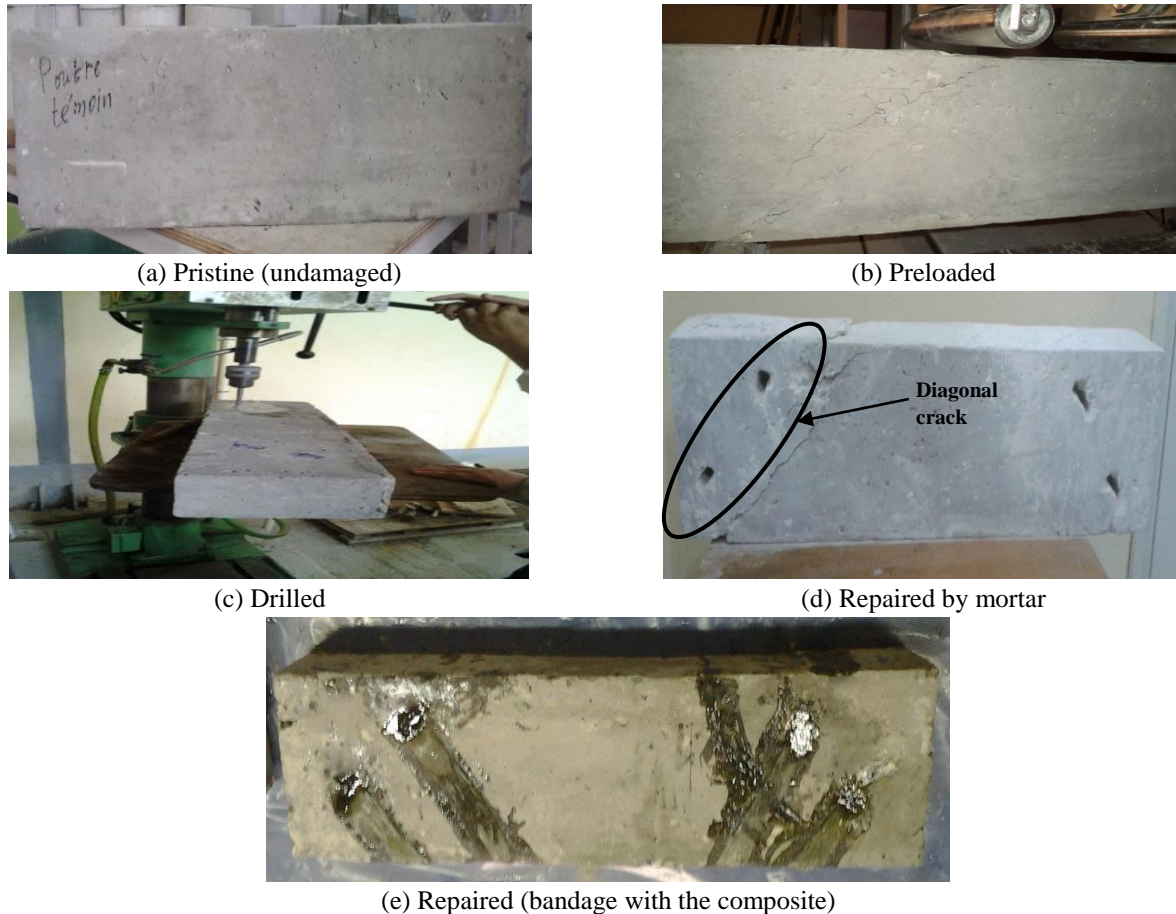 Poutre
témoin
(a) Pristine (undamaged)
(b) Preloaded
(c) Drilled
Diagonal
crack
(d) Repaired by mortar
(e) Repaired (bandage with the composite)